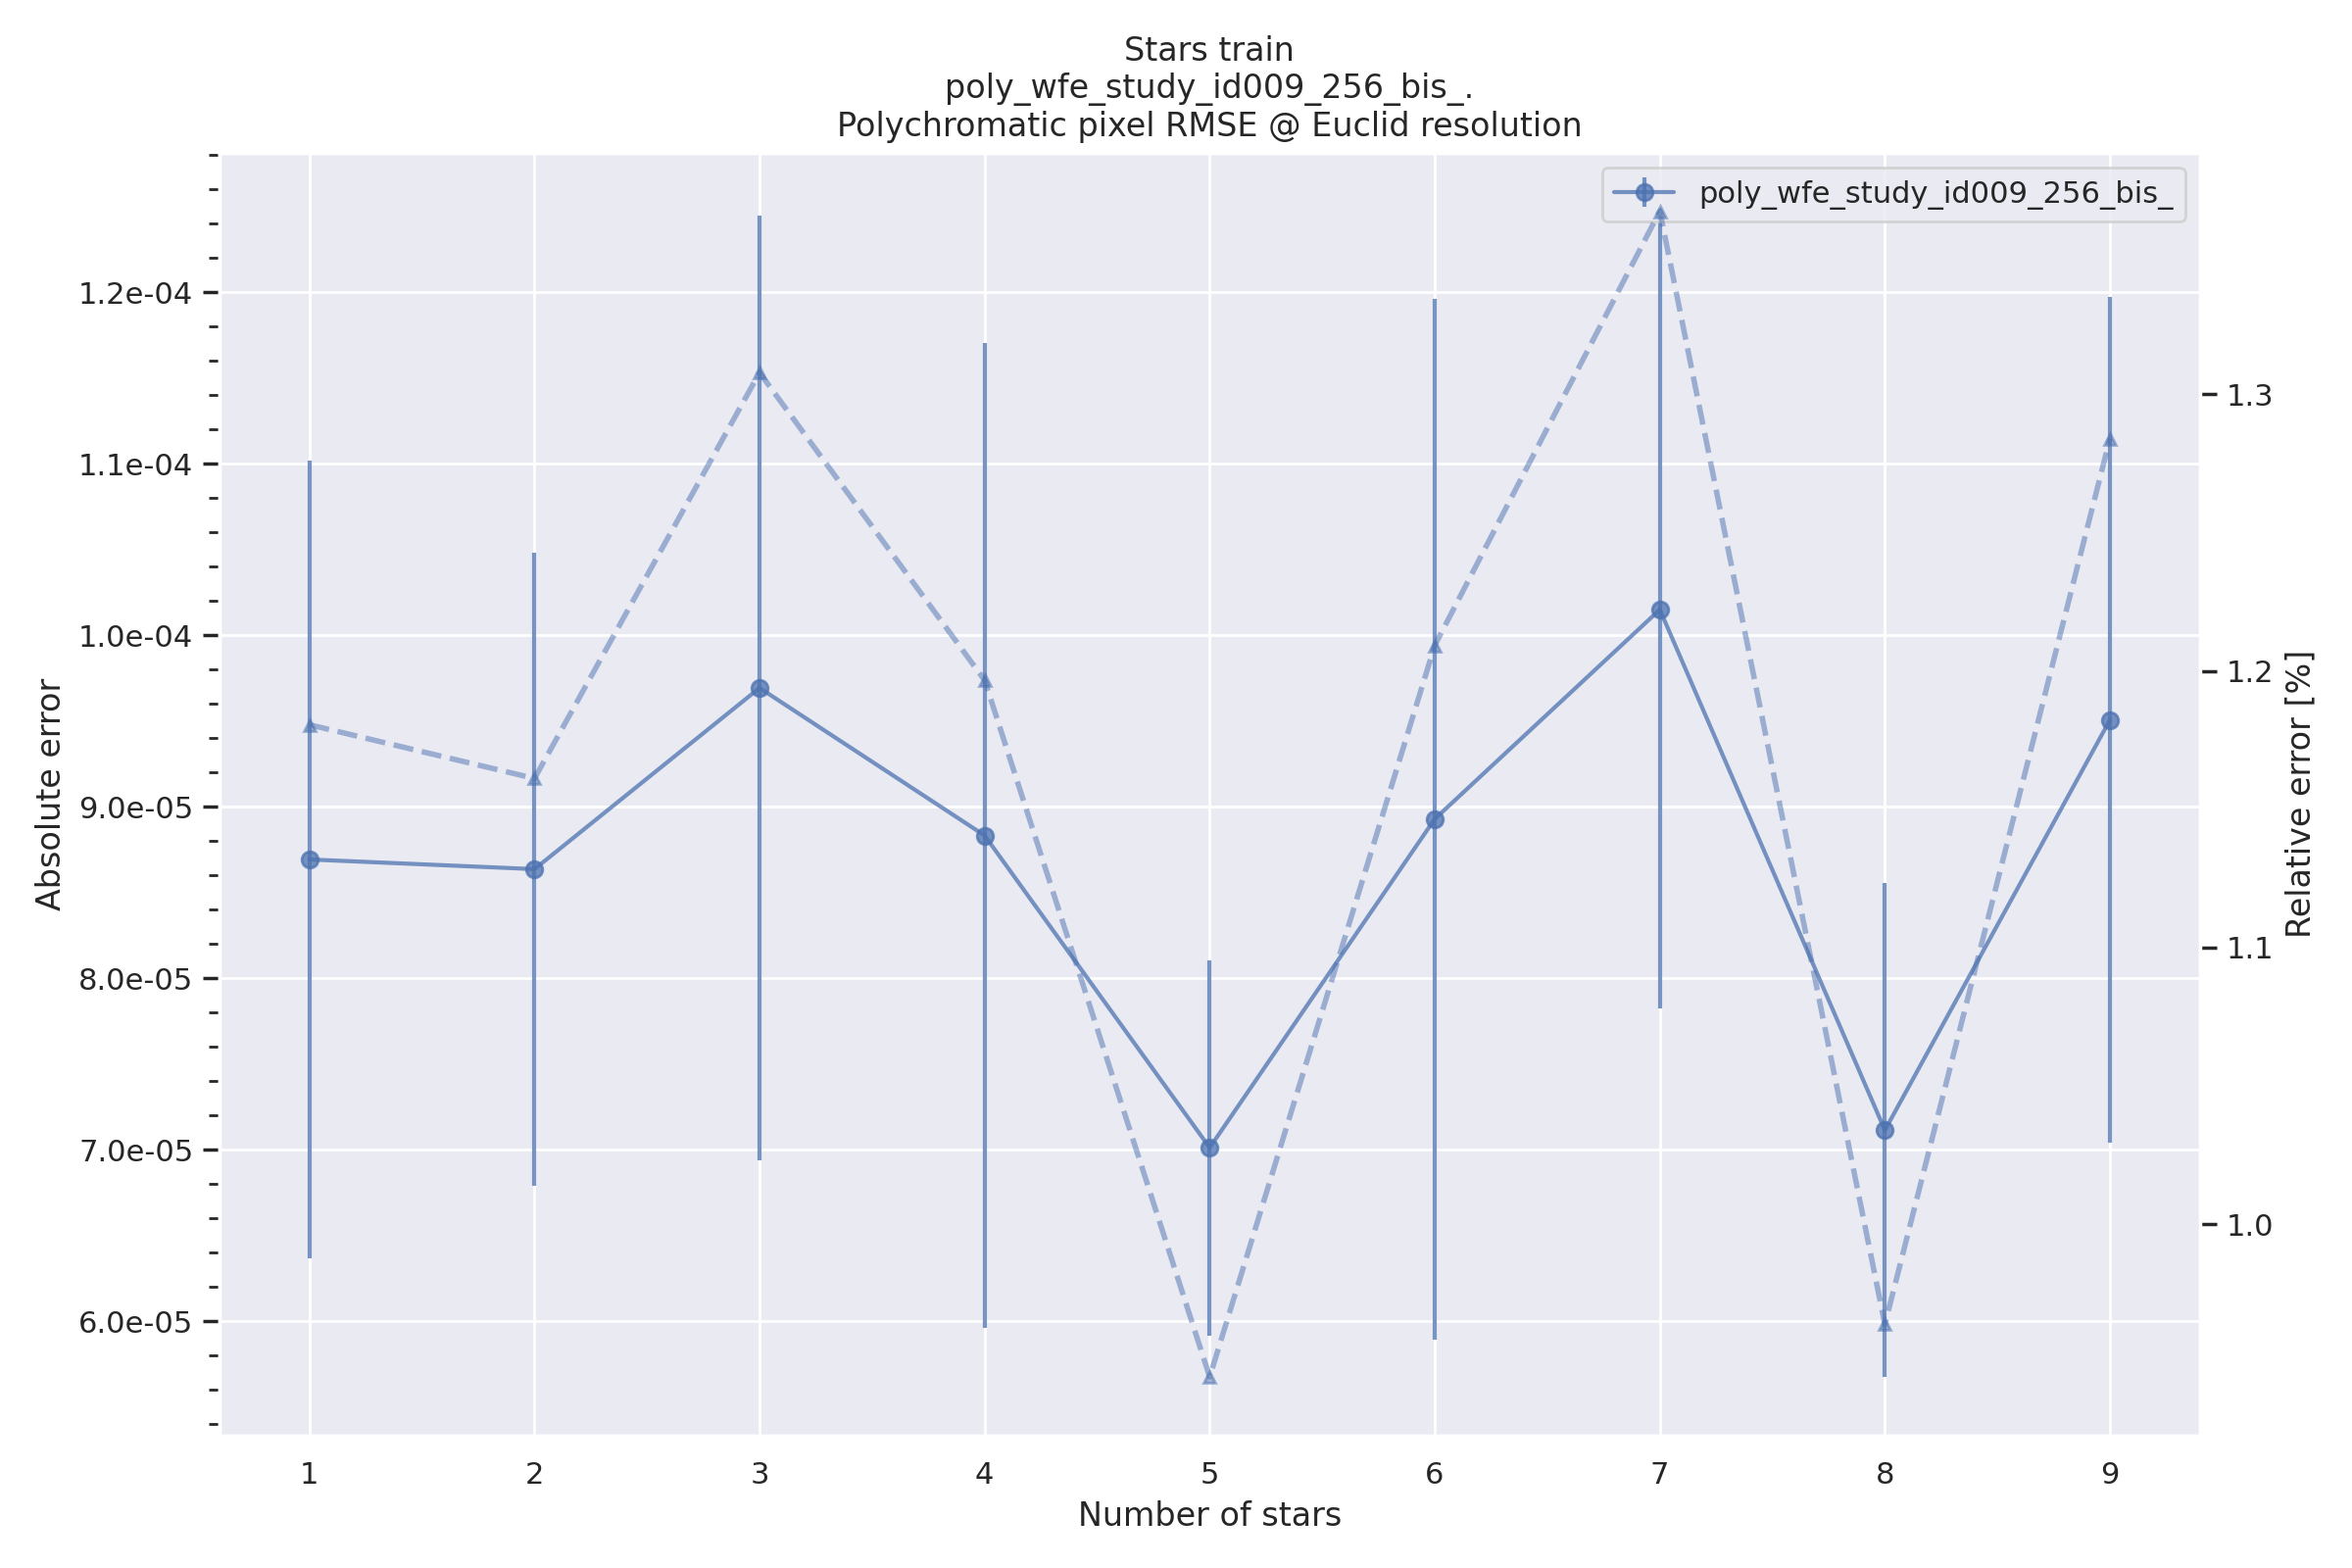 Stars train
poly_wfe_study_id009_256_bis_.
Polychromatic pixel RMSE @ Euclid resolution
poly_wfe_study_id009_256_bis_
1.2e-04
1.1e-04
1.0e-04
9.0e-05
8.0e-05
7.0e-05
6.0e-05
Absolute error
1.3
1.2
1.1
1.0
Relative error [%]
1 2 3 4 5 6 7 8 9
Number of stars